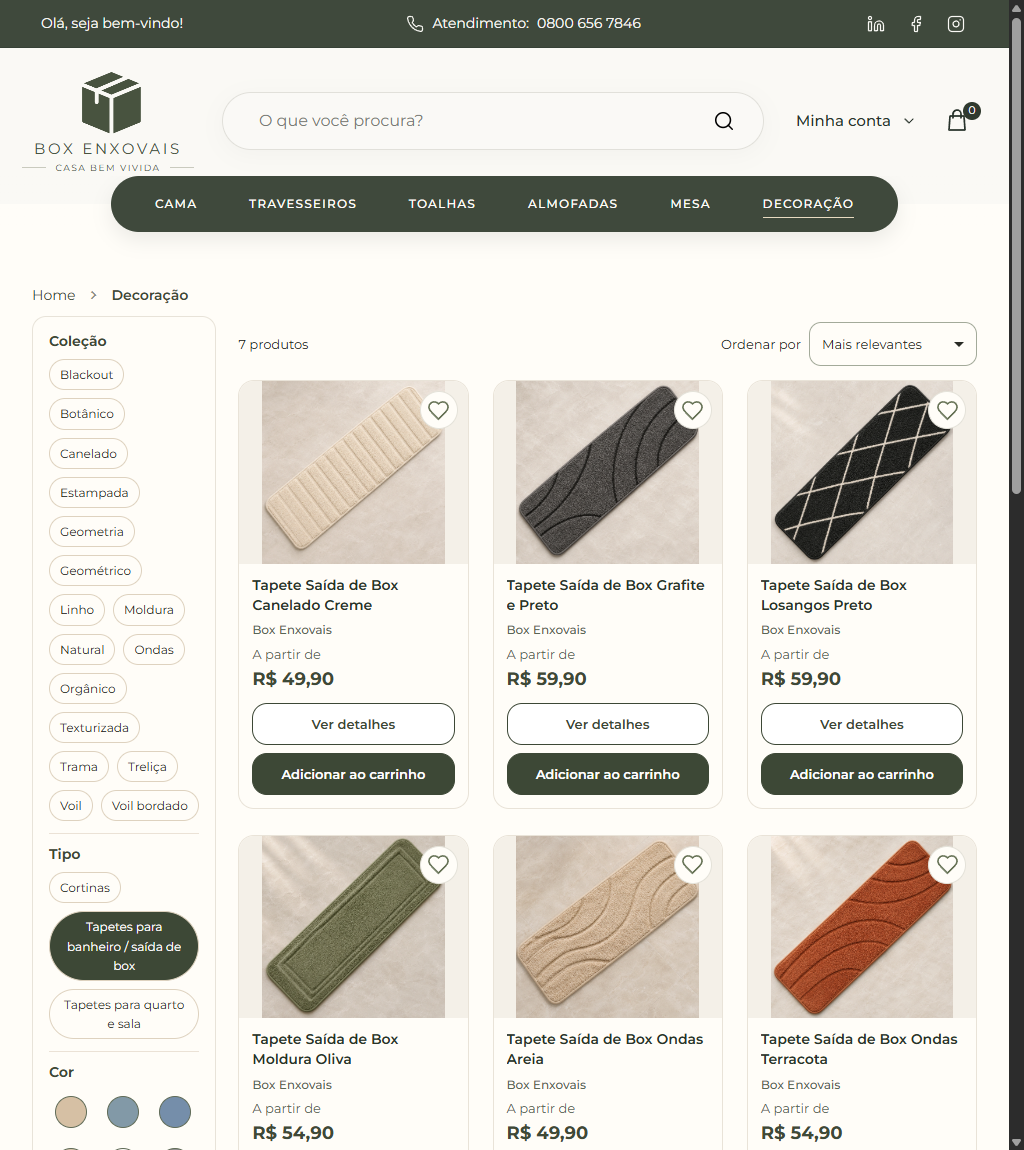 Olá, seja bem-vindo!
Atendimento: 0800 656 7846
BOX ENXOVAIS
CASA BEM VIVIDA
O que você procura?
Minha conta
0
CAMA
TRAVESSEIROS
TOALHAS
ALMOFADAS
MESA
DECORAÇÃO
Home > Decoração
Coleção
Blackout
Botânico
Canelado
Estampada
Geometria
Geométrico
Linho
Moldura
Natural
Ondas
Orgânico
Texturizada
Trama
Treliça
Voil
Voil bordado
Tipo
Cortinas
Tapetes para
banheiro / saída de
box
Tapetes para quarto
e sala
Cor
7 produtos
Ordenar por
Mais relevantes
Tapete Saída de Box
Canelado Creme
Box Enxovais
A partir de
R$ 49,90
Ver detalhes
Adicionar ao carrinho
Tapete Saída de Box Grafite
e Preto
Box Enxovais
A partir de
R$ 59,90
Ver detalhes
Adicionar ao carrinho
Tapete Saída de Box
Losangos Preto
Box Enxovais
A partir de
R$ 59,90
Ver detalhes
Adicionar ao carrinho
Tapete Saída de Box
Moldura Oliva
Box Enxovais
A partir de
R$ 54,90
Tapete Saída de Box Ondas
Areia
Box Enxovais
A partir de
R$ 49,90
Tapete Saída de Box Ondas
Terracota
Box Enxovais
A partir de
R$ 54,90